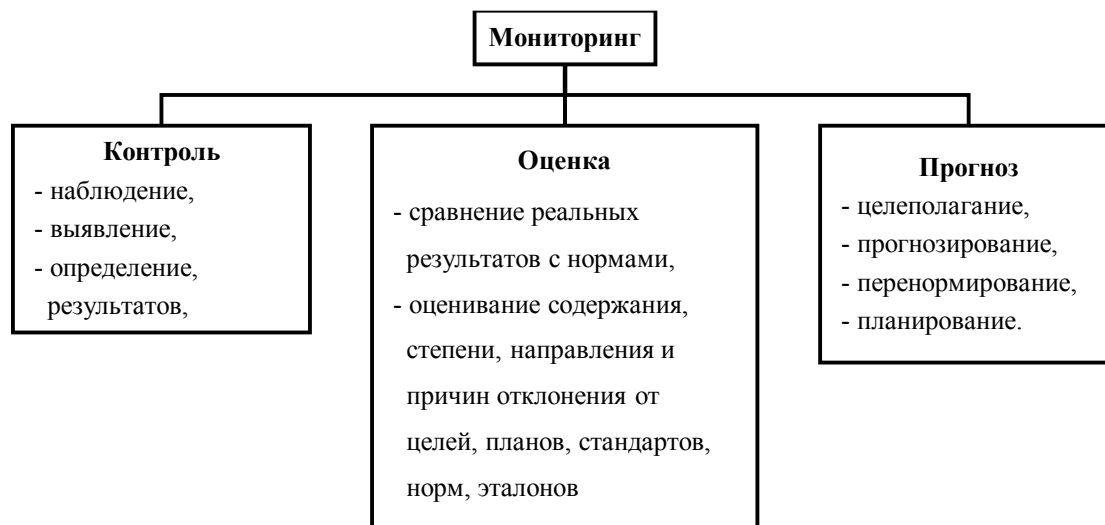 Мониторинг
Контроль
- наблюдение,
- выявление,
- определение,
результатов,
Оценка
- сравнение реальных
результатов с нормами,
- оценивание содержания,
степени, направления и
причин отклонения от
целей, планов, стандартов,
норм, эталонов
Прогноз
- целеполагание,
- прогнозирование,
- перенормирование,
- планирование.